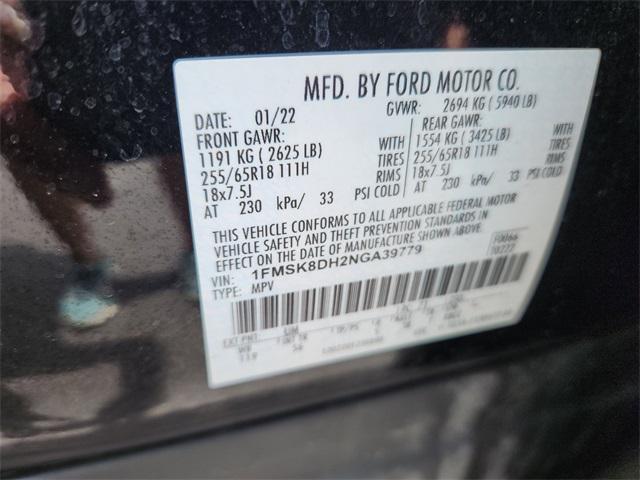 MFD. BY FORD MOTOR CO.
DATE: 01/22 GVWR: 2694 KG ( 5940 LB)
FRONT GAWR: REAR GAWR:
1191 KG ( 2625 LB) WITH 1554 KG ( 3425 LB) WITH
255/65R18 111H TIRES 255/65R18 111H TIRES
18x7.5J RIMS 18x7.5J RIMS
AT 230 kPa/ 33 PSI COLD AT 230 kPa/ 33 PSI COLD
THIS VEHICLE CONFORMS TO ALL APPLICABLE FEDERAL MOTOR
VEHICLE SAFETY AND THEFT PREVENTION STANDARDS IN
EFFECT ON THE DATE OF MANUFACTURE SHOWN ABOVE.
VIN: 1FMSK8DH2NGA39779 F0066
TYPE: MPV T0222
EXT PNT: